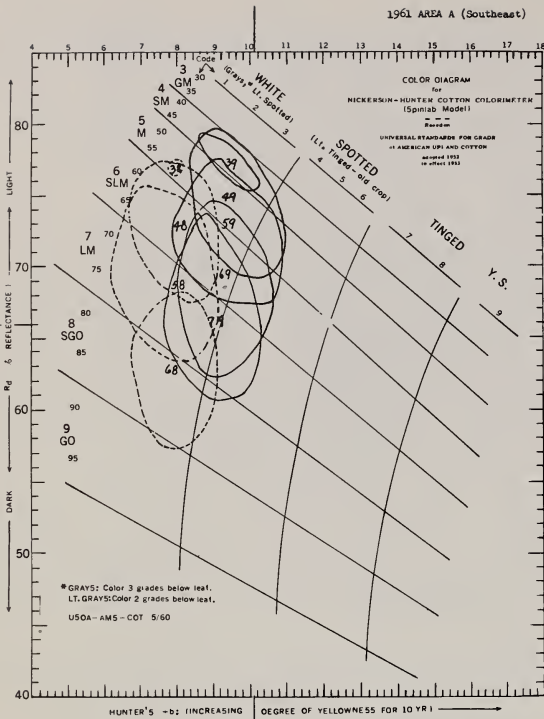 1961 AREA A (Southeast)
4 5 6 7 8 9 10 11 12 13 14 15 16 17 18
Code
COLOR DIAGRAM
for
NICKERSON-HUNTER COTTON COLORIMETER
(Spinlab Model)
UNIVERSAL STANDARDS FOR GRADE
of AMERICAN UPLAND COTTON
adopted 1952
in effect 1953
WHITE
(Grays,* Lt. Spotted)
1 2 3
SPOTTED
(Lt. Tinged - old crop)
4 5 6
TINGED
7 8
Y. S.
9
3
GM 30
35
4
SM 40
45
5
M 50
55
6
SLM 60
65
7
LM 70
75
8
SGO 80
85
9
GO 90
95
39
38
49
48
59
69
58
79
68
80
70
60
50
40
LIGHT
Rd & REFLECTANCE
DARK
*GRAYS: Color 3 grades below leaf.
LT. GRAYS: Color 2 grades below leaf.
USDA-AMS-COT 5/60
HUNTER'S -b; (INCREASING DEGREE OF YELLOWNESS FOR 10 YR)